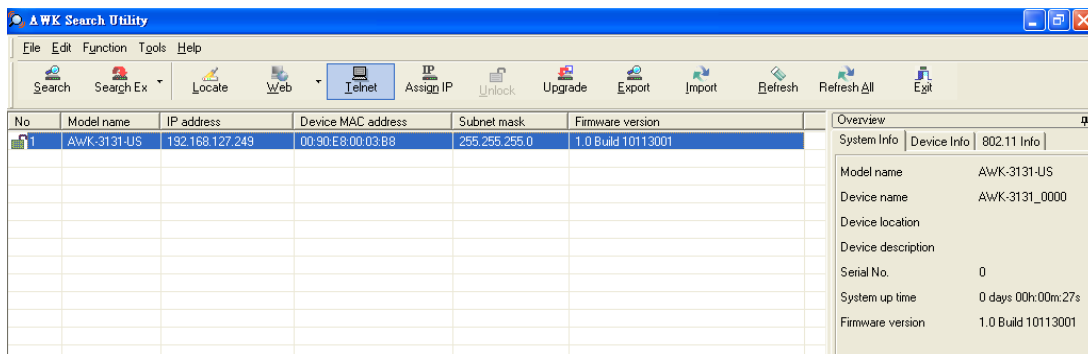 AWK Search Utility
File Edit Function Tools Help
Search Search Ex Locate Web Telnet Assign IP Unlock Upgrade Export Import Refresh Refresh All Exit
No Model name IP address Device MAC address Subnet mask Firmware version
1 AWK-3131-US 192.168.127.249 00:90:E8:00:03:B8 255.255.255.0 1.0 Build 10113001
Overview
System Info Device Info 802.11 Info
Model name AWK-3131-US
Device name AWK-3131_0000
Device location
Device description
Serial No. 0
System up time 0 days 00h:00m:27s
Firmware version 1.0 Build 10113001